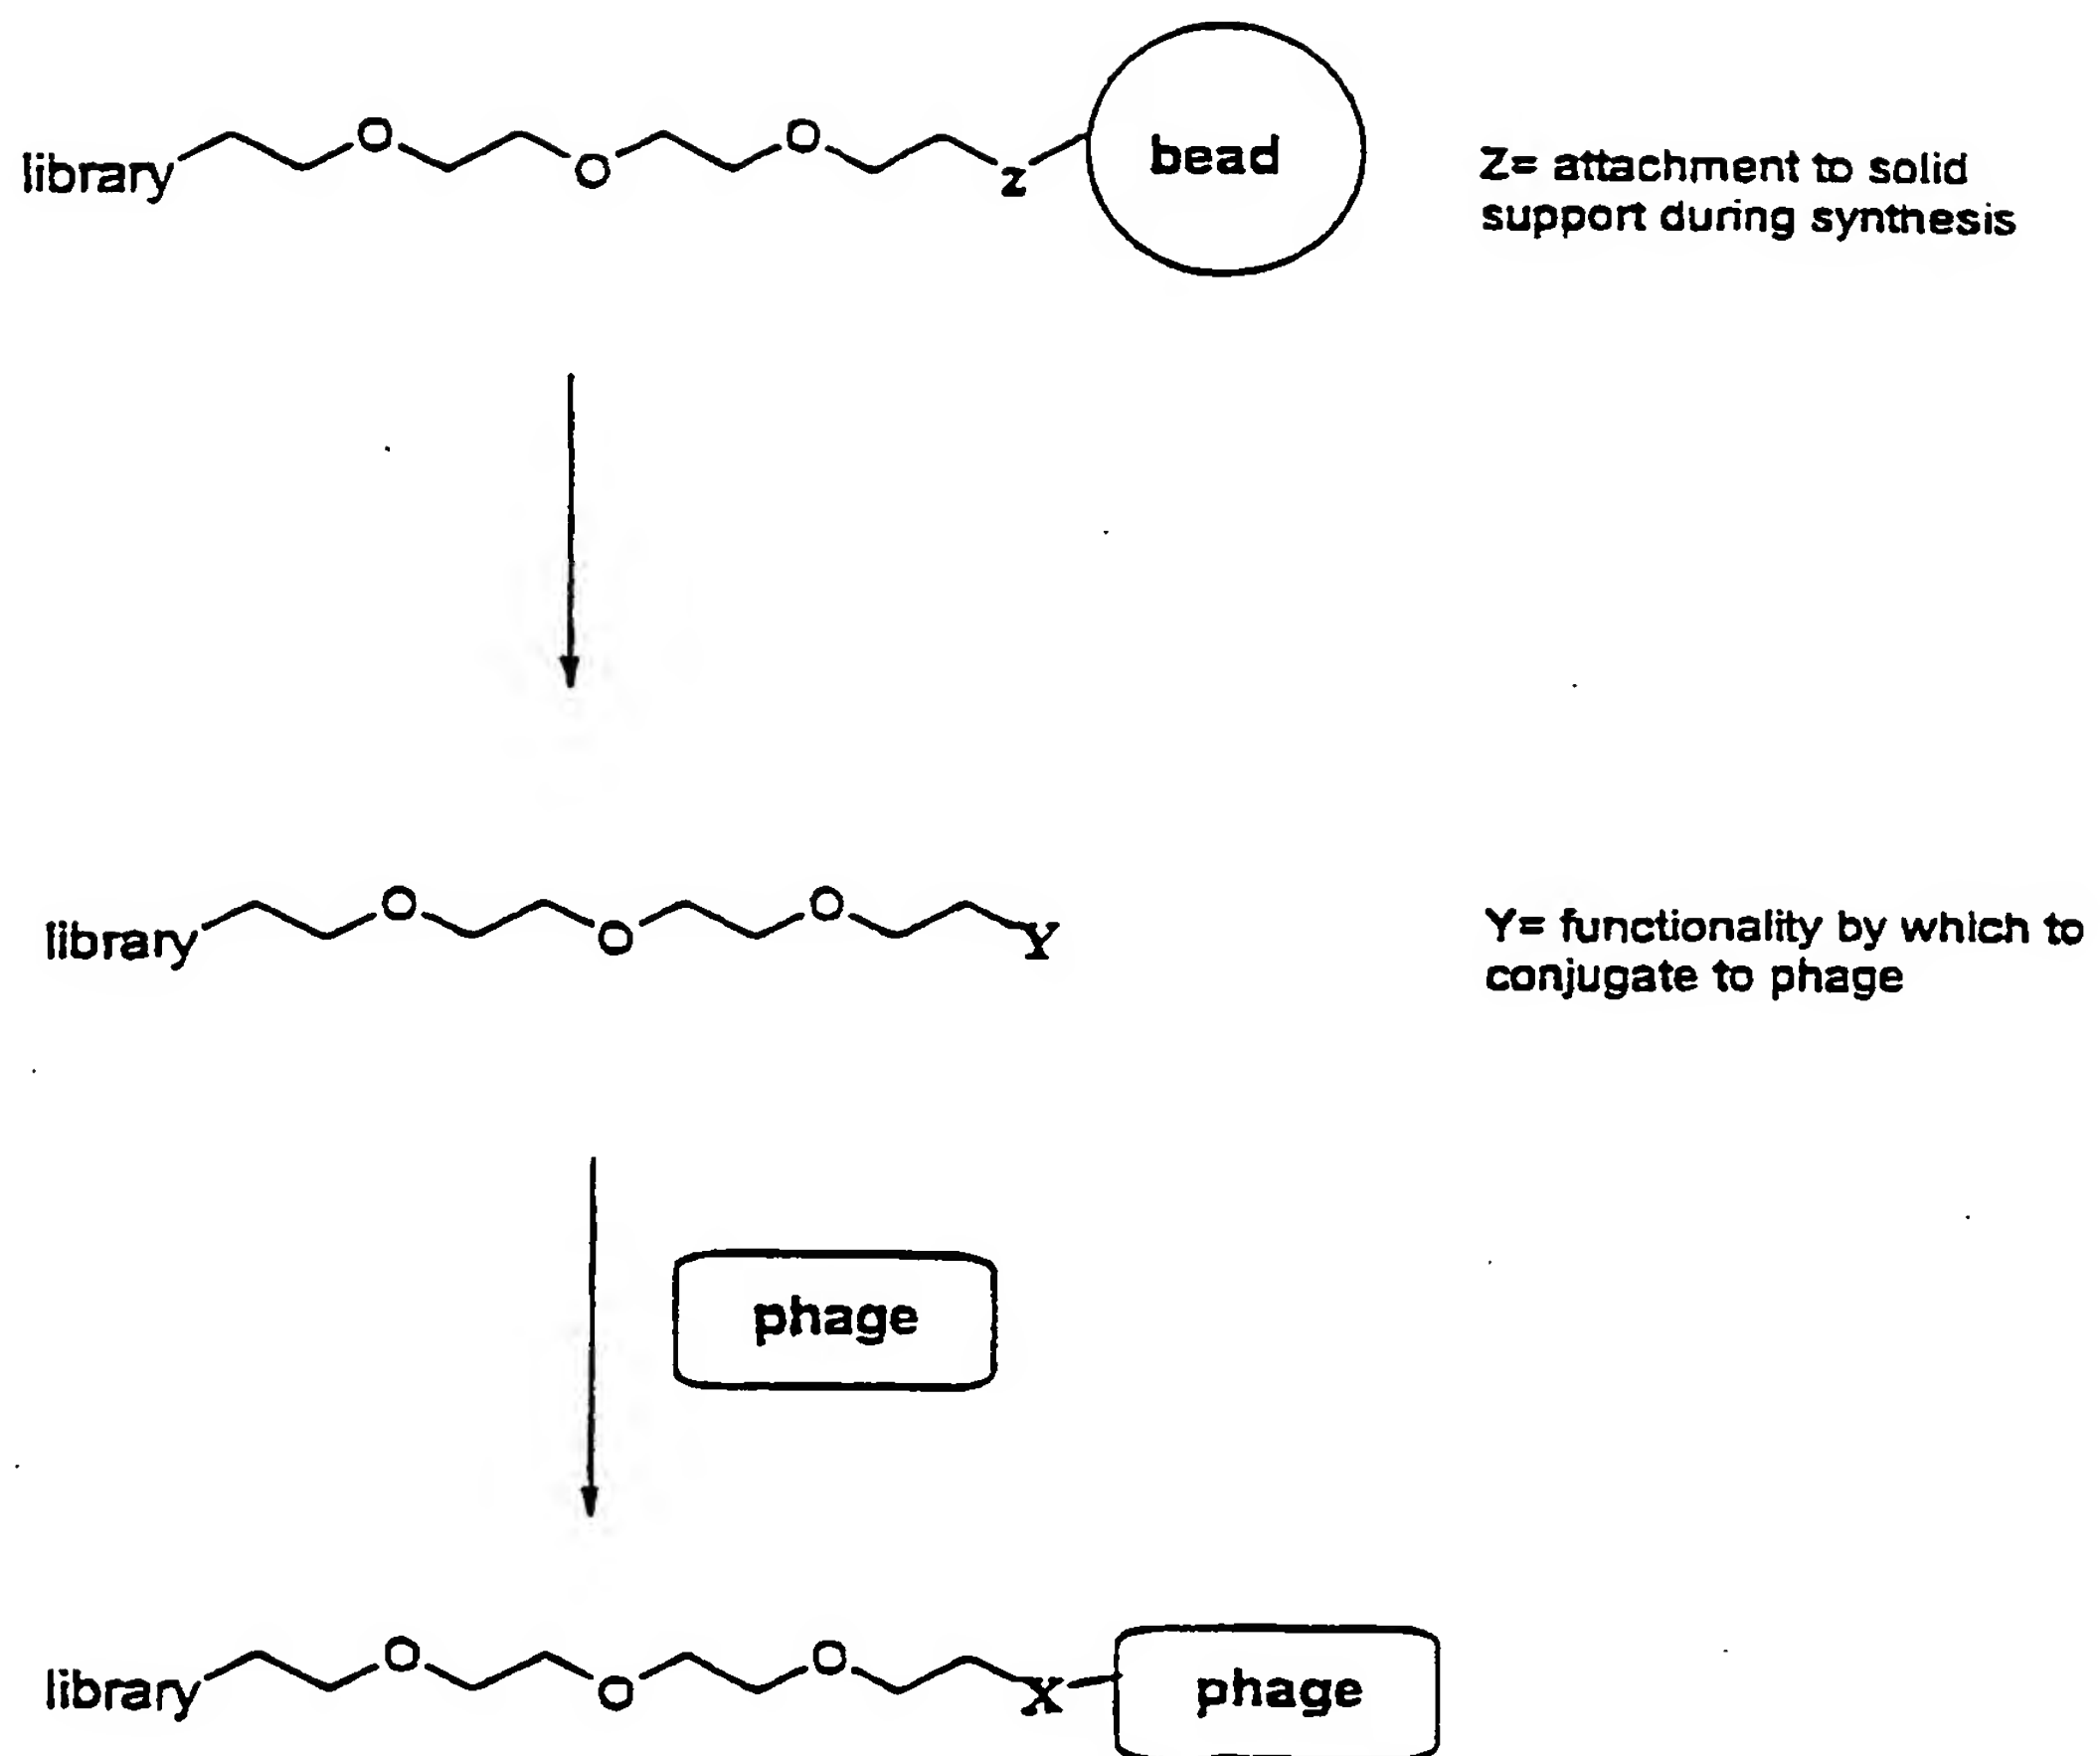 library O O O z bead
Z= attachment to solid
support during synthesis
library O O O Y
Y= functionality by which to
conjugate to phage
phage
library O O O X phage